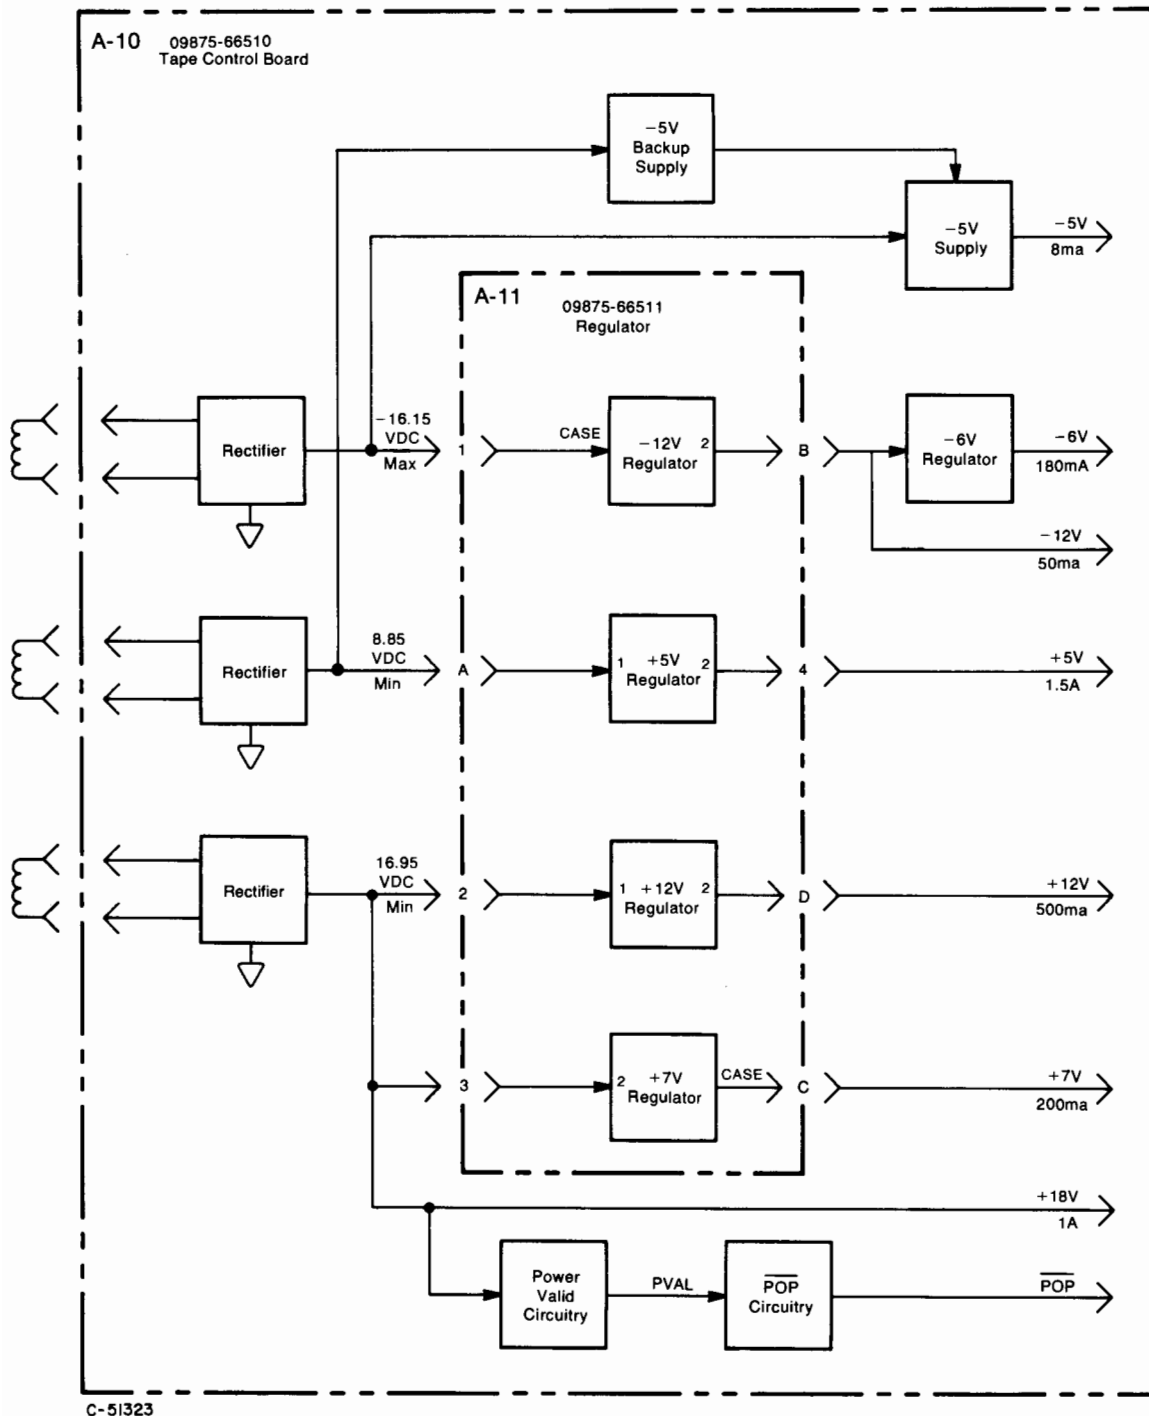 A-10
09875-66510
Tape Control Board
−5V
Backup
Supply
−5V
Supply
−5V
8ma
A-11
09875-66511
Regulator
Rectifier
−16.15
VDC
Max
1
CASE
−12V 2
Regulator
B
−6V
Regulator
−6V
180mA
−12V
50ma
Rectifier
8.85
VDC
Min
A
1 +5V 2
Regulator
4
+5V
1.5A
Rectifier
16.95
VDC
Min
2
1 +12V 2
Regulator
D
+12V
500ma
3
2 +7V
Regulator
CASE
C
+7V
200ma
+18V
1A
Power
Valid
Circuitry
PVAL
P̅O̅P̅
Circuitry
P̅O̅P̅
C-51323